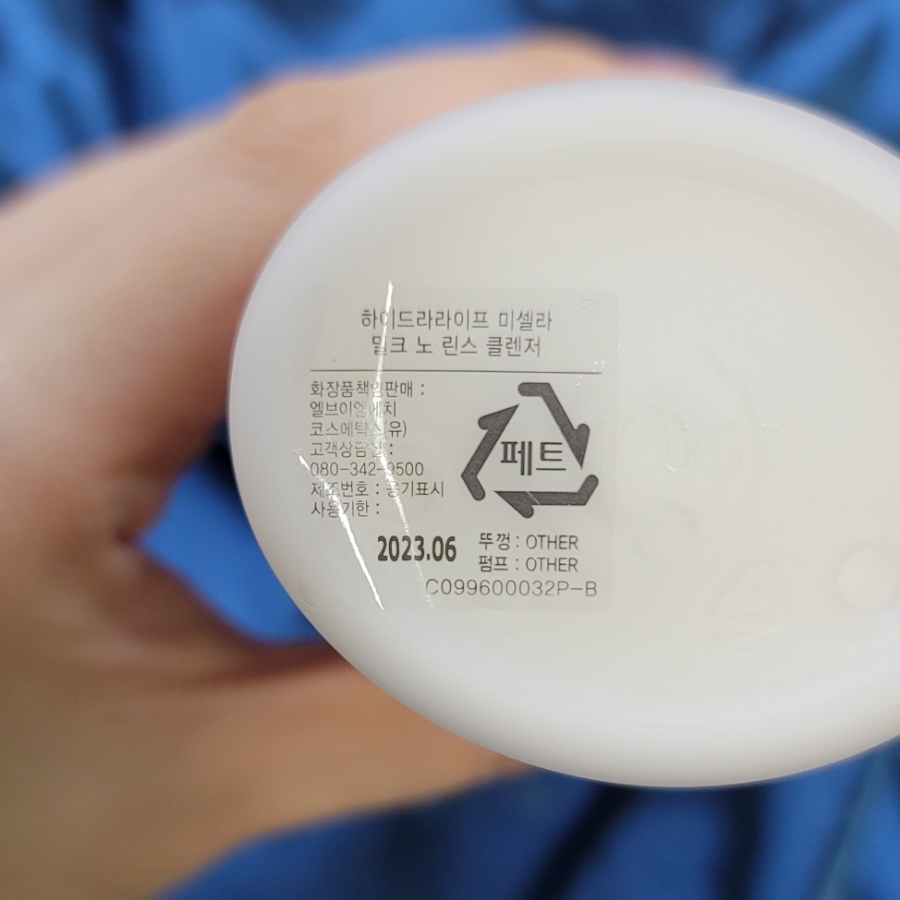 하이드라라이프 미셀라
밀크 노 린스 클렌저
화장품책임판매 :
엘브이엠에치
코스메틱스(유)
고객상담실:
080-342-9500
제조번호 : 용기표시
사용기한 :
페트
2023.06
뚜껑 : OTHER
펌프 : OTHER
C099600032P-B